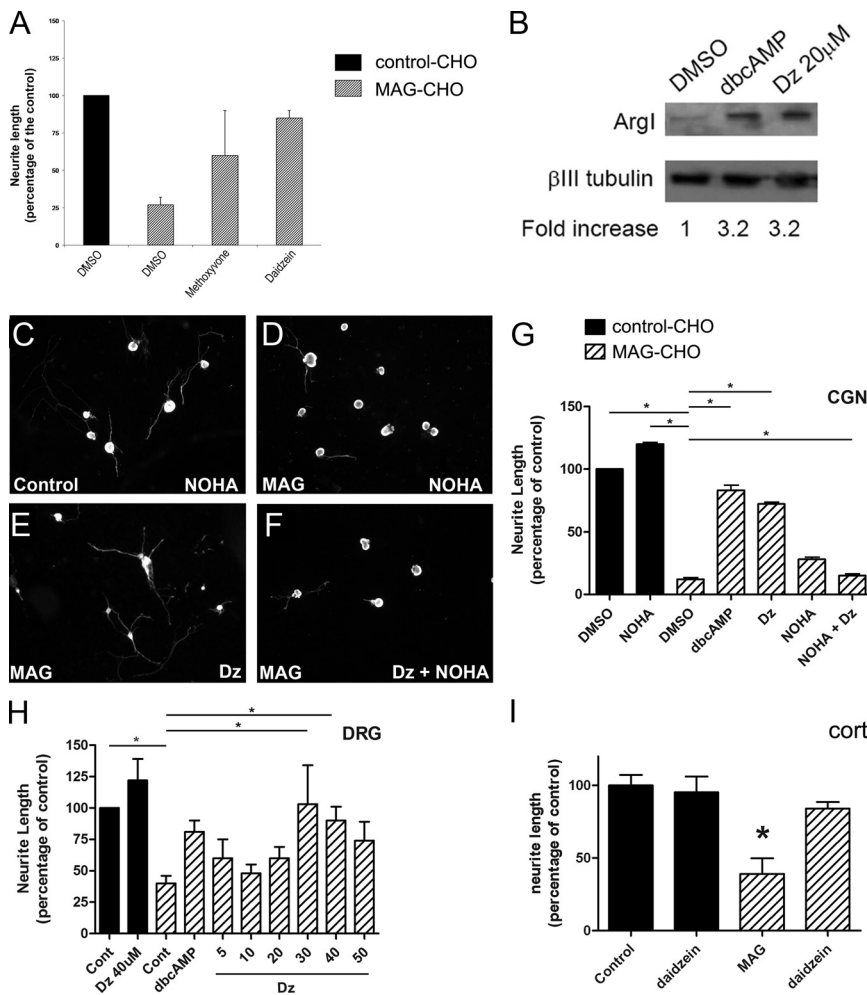 A
control-CHO
MAG-CHO
Neurite length
(percentage of the control)
125
100
75
50
25
0
DMSO
DMSO
Methoxyvone
Daidzein
B
DMSO
dbcAMP
Dz 20μM
ArgI
βIII tubulin
Fold increase 1 3.2 3.2
C
Control NOHA
D
MAG NOHA
E
MAG Dz
F
MAG Dz + NOHA
G
control-CHO
MAG-CHO
CGN
*
*
*
*
*
Neurite Length
(percentage of control)
150
100
50
0
DMSO
NOHA
DMSO
dbcAMP
Dz
NOHA
NOHA + Dz
H
DRG
*
*
*
Neurite Length
(percentage of control)
150
125
100
75
50
25
0
Cont
Dz 40uM
Cont
dbcAMP
5
10
20
30
40
50
Dz
I
cort
neurite length
(percentage of control)
100
50
0
*
Control
daidzein
MAG
daidzein